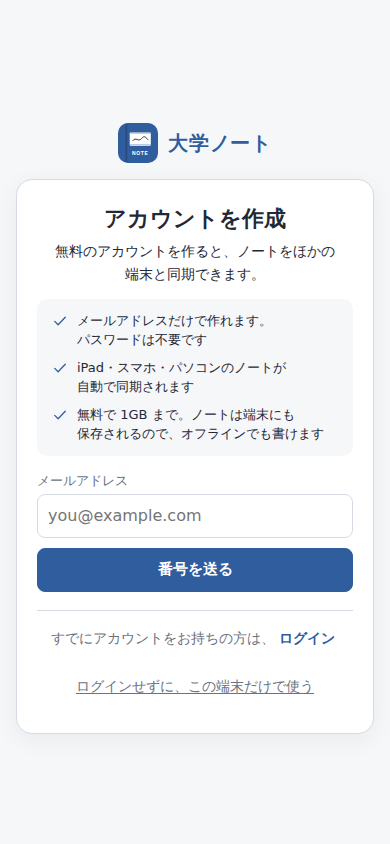 NOTE
大学ノート
アカウントを作成
無料のアカウントを作ると、ノートをほかの
端末と同期できます。
メールアドレスだけで作れます。
パスワードは不要です
iPad・スマホ・パソコンのノートが
自動で同期されます
無料で 1GB まで。ノートは端末にも
保存されるので、オフラインでも書けます
メールアドレス
you@example.com
番号を送る
すでにアカウントをお持ちの方は、 ログイン
ログインせずに、この端末だけで使う